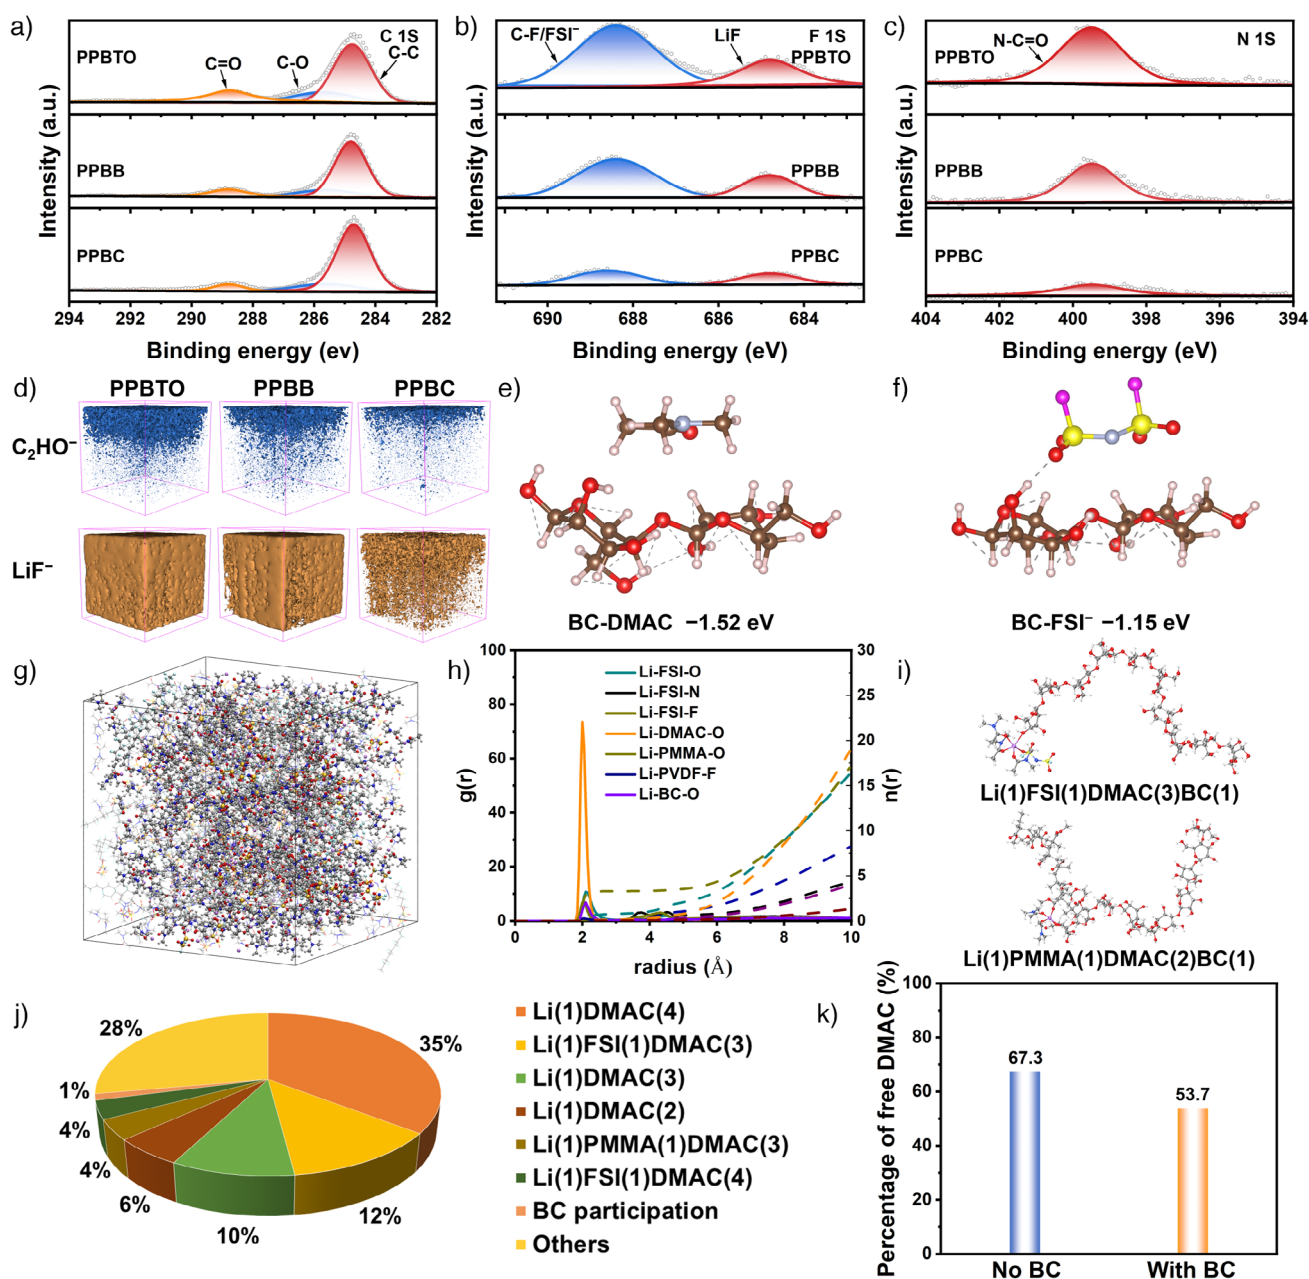 a)
PPBTO
C 1S
C-C
C=O
C-O
PPBB
PPBC
Intensity (a.u.)
294 292 290 288 286 284 282
Binding energy (ev)
b)
C-F/FSI⁻
LiF
F 1S
PPBTO
PPBB
PPBC
Intensity (a.u.)
690 688 686 684
Binding energy (eV)
c)
PPBTO
N-C=O
N 1S
PPBB
PPBC
Intensity (a.u.)
404 402 400 398 396 394
Binding energy (eV)
d)
PPBTO PPBB PPBC
C₂HO⁻
LiF⁻
e)
BC-DMAC −1.52 eV
f)
BC-FSI⁻ −1.15 eV
g)
h)
100
80
60
40
20
0
g(r)
30
25
20
15
10
5
0
n(r)
Li-FSI-O
Li-FSI-N
Li-FSI-F
Li-DMAC-O
Li-PMMA-O
Li-PVDF-F
Li-BC-O
0 2 4 6 8 10
radius (Å)
i)
Li(1)FSI(1)DMAC(3)BC(1)
Li(1)PMMA(1)DMAC(2)BC(1)
j)
28%
35%
1%
4%
4%
6%
10%
12%
Li(1)DMAC(4)
Li(1)FSI(1)DMAC(3)
Li(1)DMAC(3)
Li(1)DMAC(2)
Li(1)PMMA(1)DMAC(3)
Li(1)FSI(1)DMAC(4)
BC participation
Others
k)
Percentage of free DMAC (%)
100
80
60
40
20
0
67.3
53.7
No BC With BC